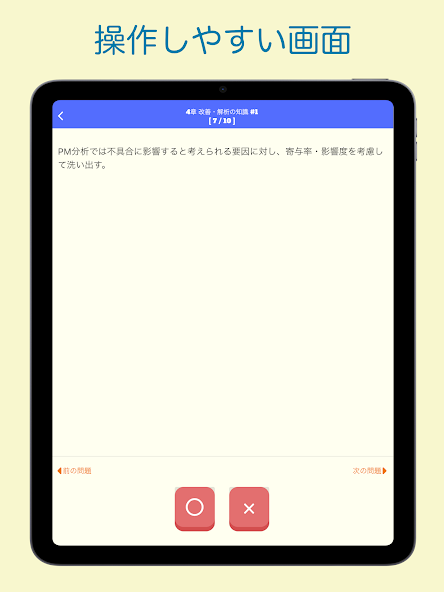 操作しやすい画面
4章 改善・解析の知識 #1
[ 7 / 10 ]
PM分析では不具合に影響すると考えられる要因に対し、寄与率・影響度を考慮し
て洗い出す。
前の問題
次の問題